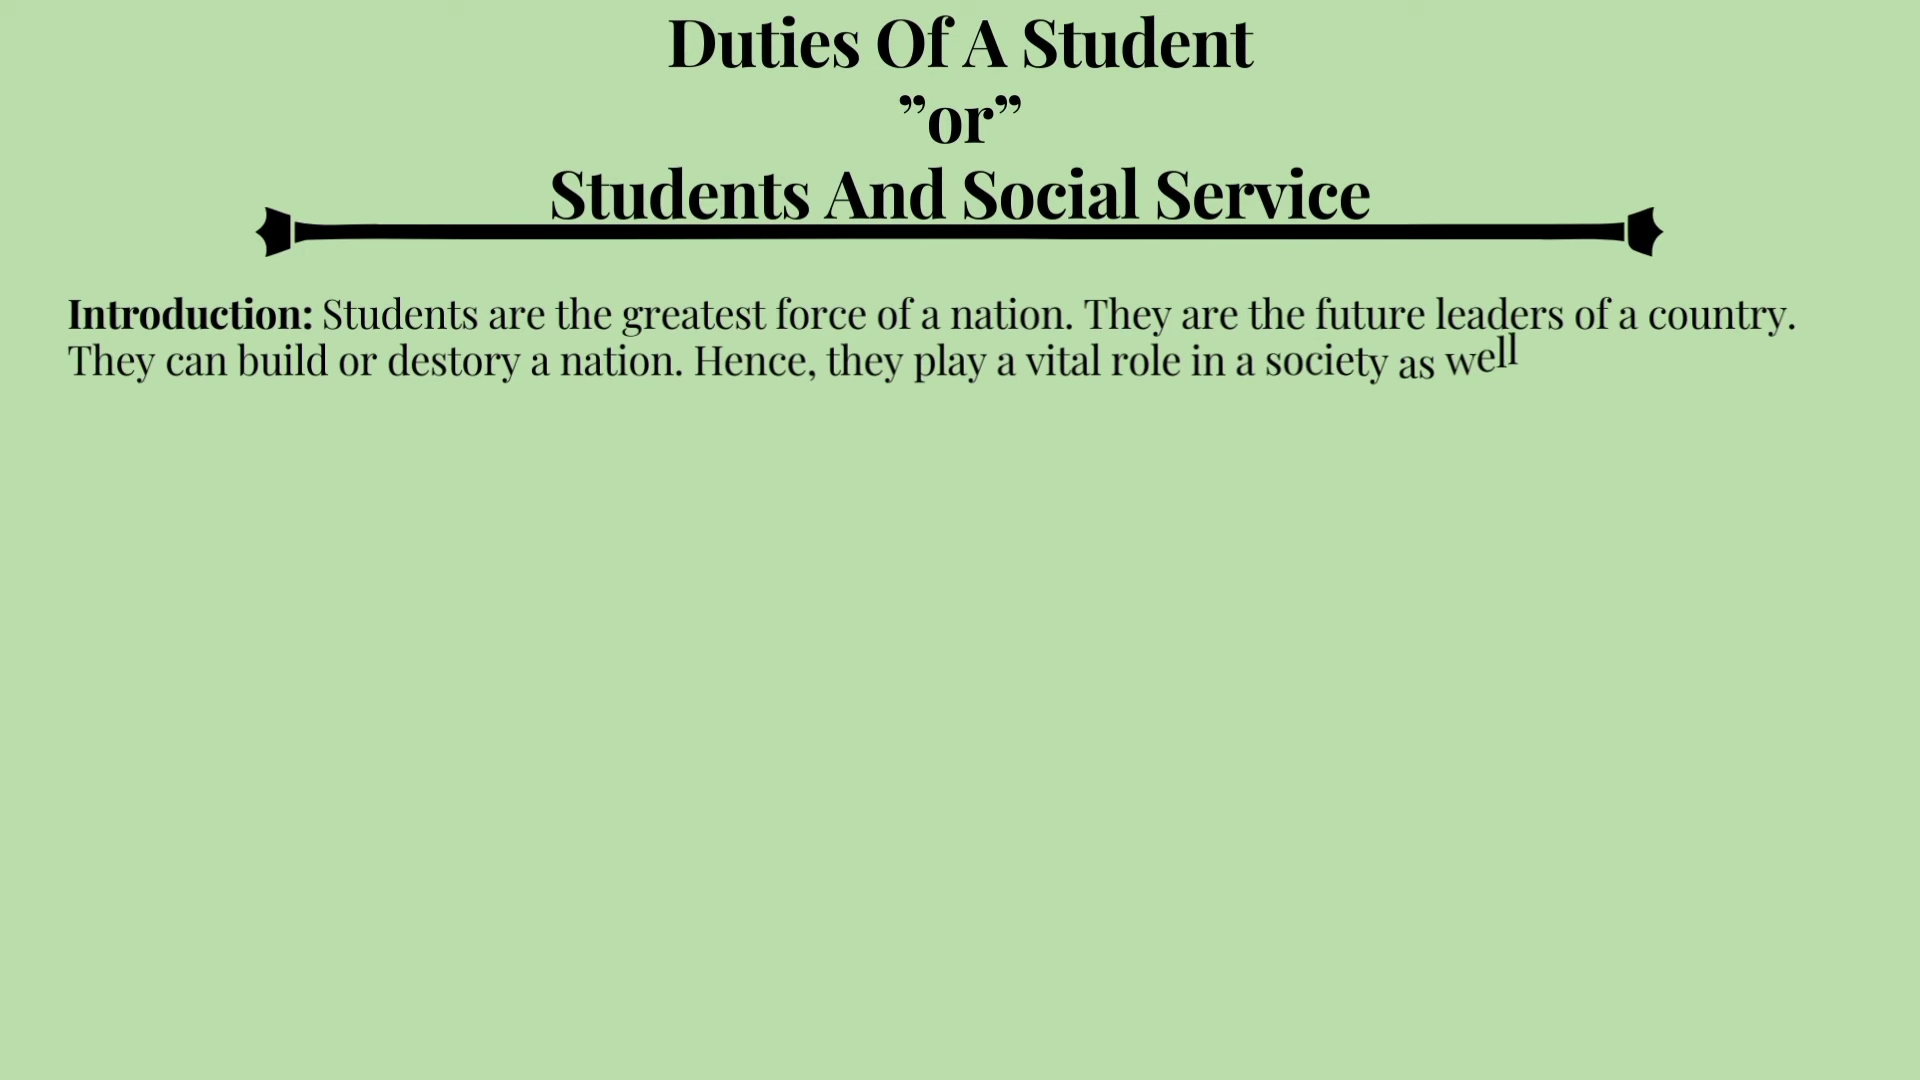 Duties Of A Student
”or”
Students And Social Service
Introduction: Students are the greatest force of a nation. They are the future leaders of a country.
They can build or destory a nation. Hence, they play a vital role in a society as well